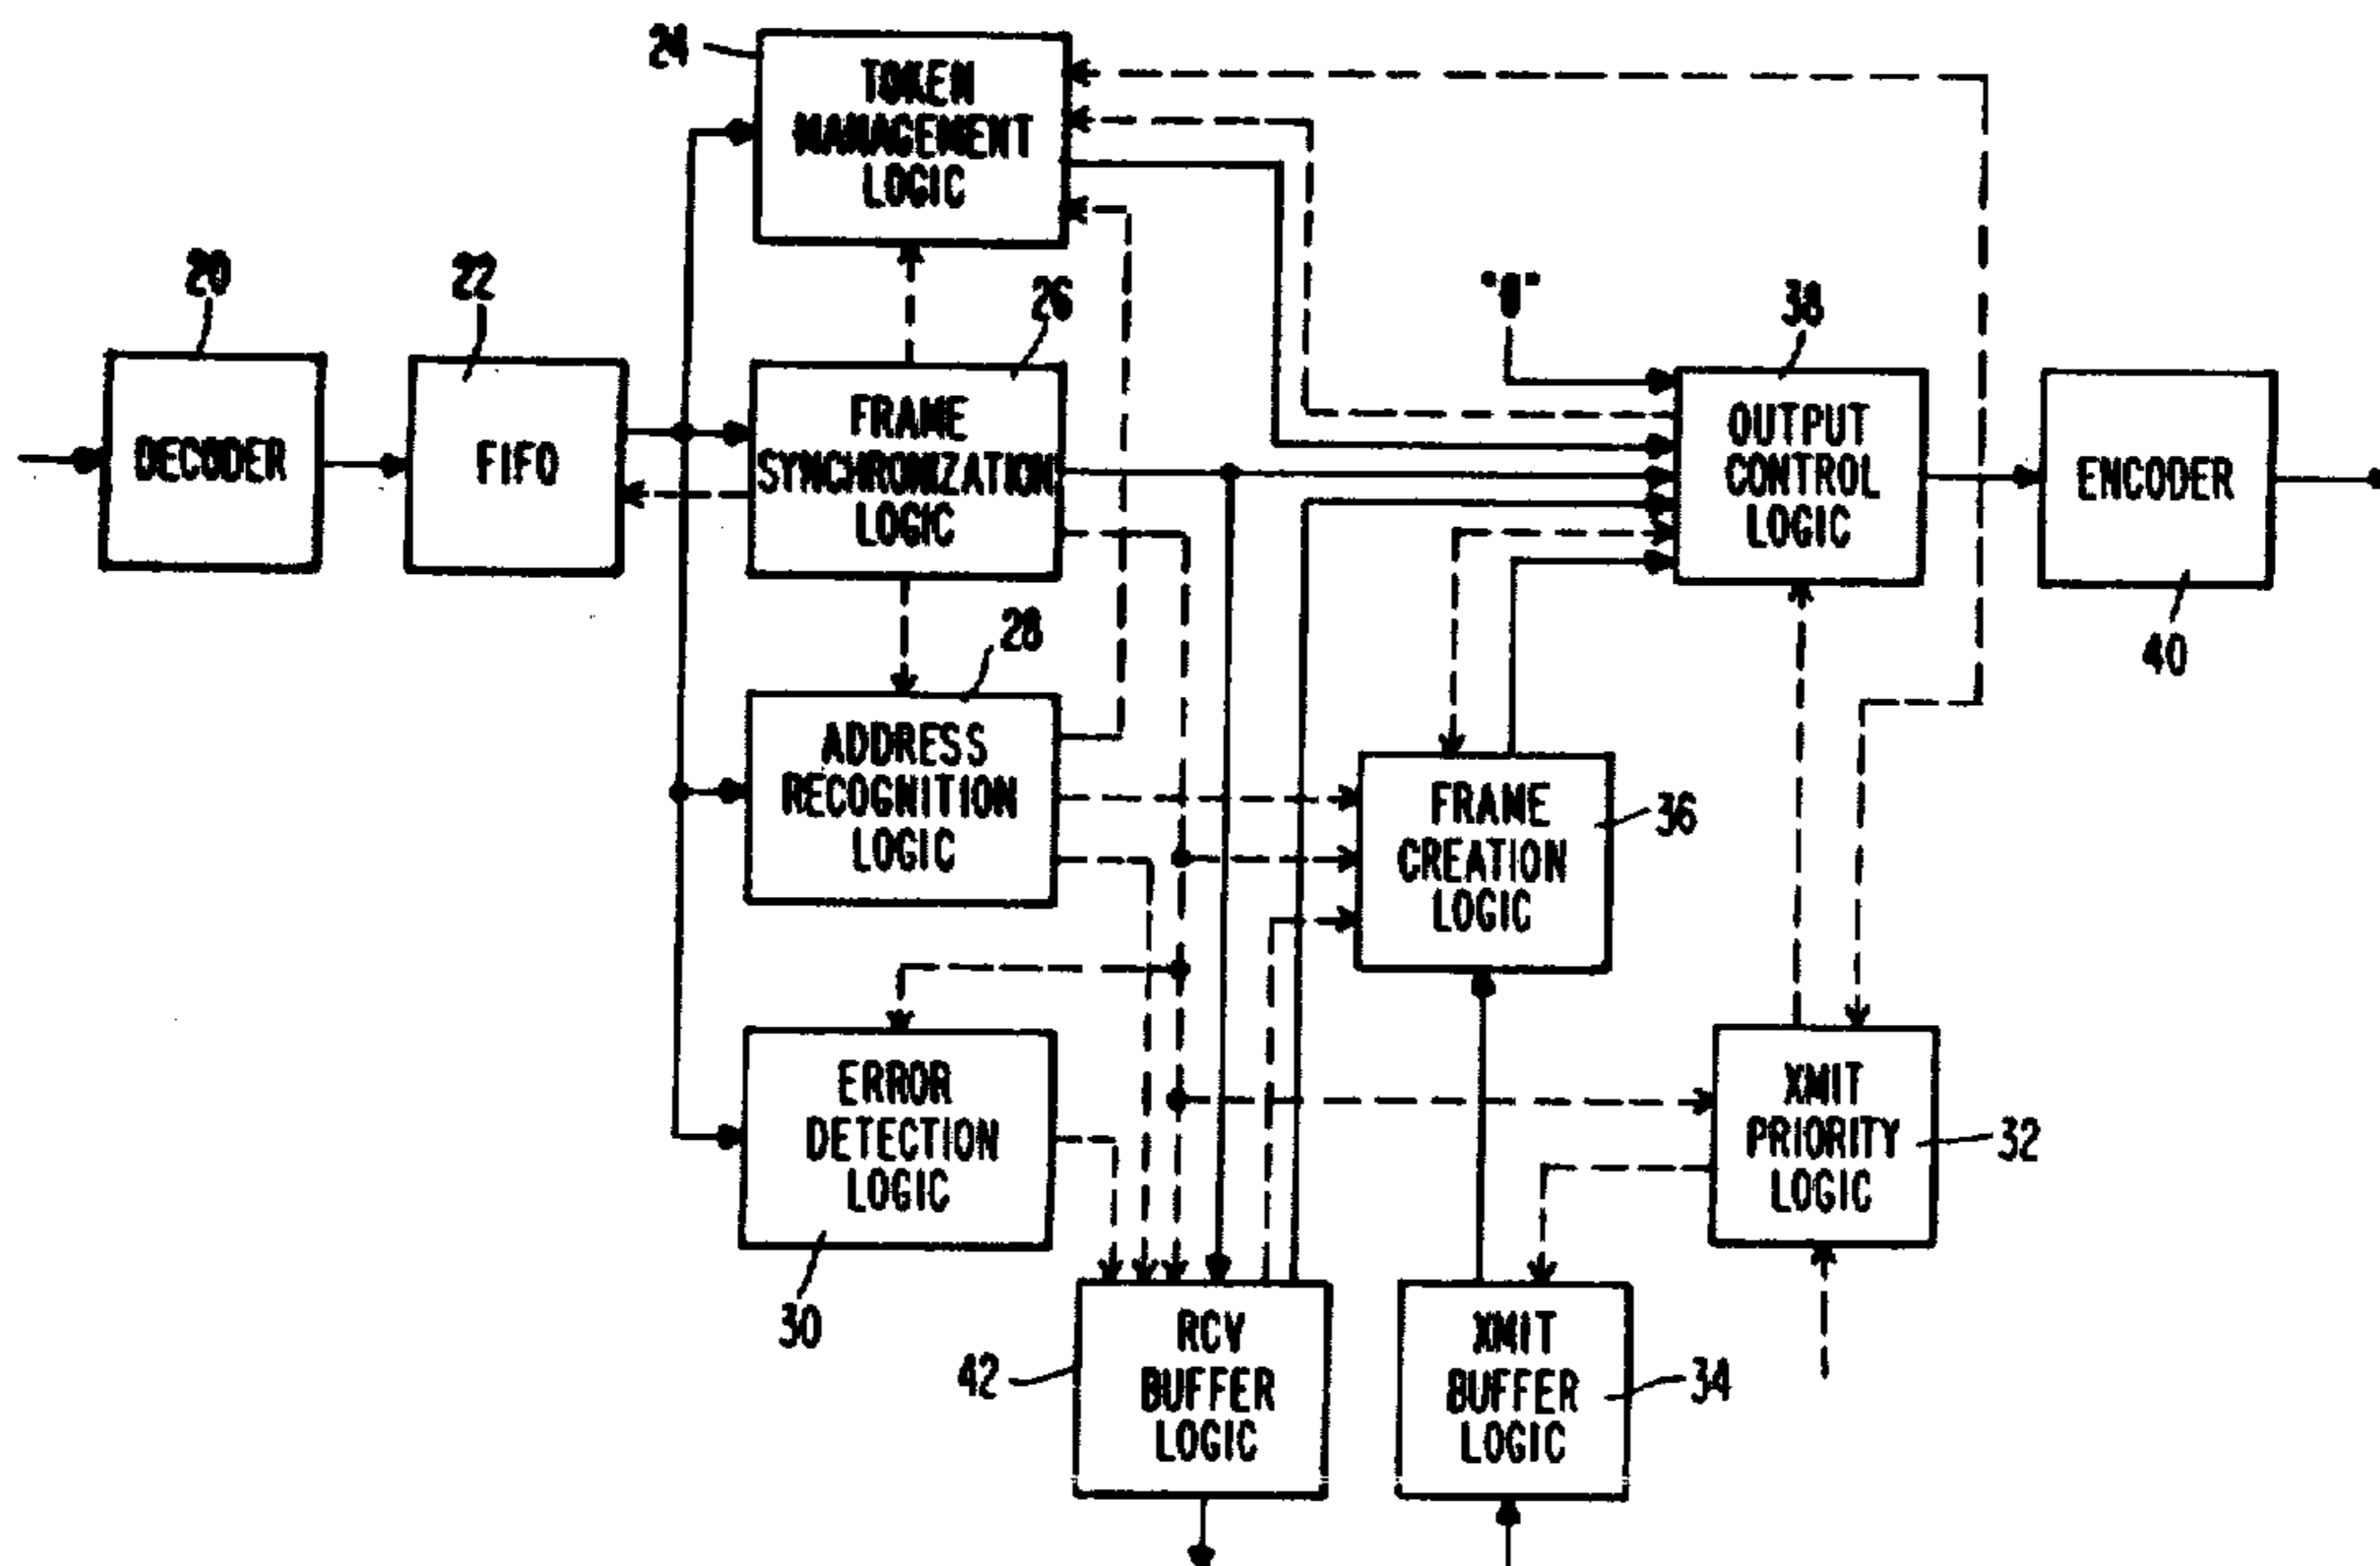 24
TOKEN
MANAGEMENT
LOGIC
20
22
26
"0"
38
DECODER
FIFO
FRAME
SYNCHRONIZATION
LOGIC
OUTPUT
CONTROL
LOGIC
ENCODER
40
28
ADDRESS
RECOGNITION
LOGIC
FRAME
CREATION
LOGIC
36
ERROR
DETECTION
LOGIC
30
XMIT
PRIORITY
LOGIC
32
RCV
BUFFER
LOGIC
42
XMIT
BUFFER
LOGIC
34